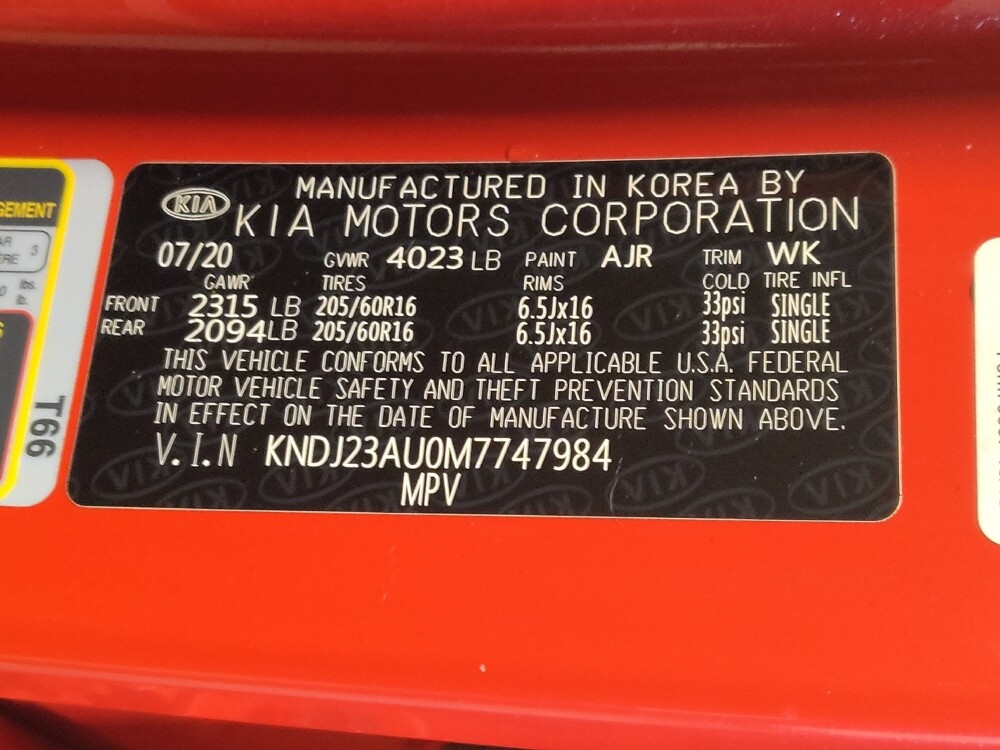 MANUFACTURED IN KOREA BY
KIA KIA MOTORS CORPORATION
07/20 GVWR 4023 LB PAINT AJR TRIM WK
GAWR TIRES RIMS COLD TIRE INFL
FRONT 2315 LB 205/60R16 6.5Jx16 33psi SINGLE
REAR 2094LB 205/60R16 6.5Jx16 33psi SINGLE
THIS VEHICLE CONFORMS TO ALL APPLICABLE U.S.A. FEDERAL
MOTOR VEHICLE SAFETY AND THEFT PREVENTION STANDARDS
IN EFFECT ON THE DATE OF MANUFACTURE SHOWN ABOVE.
V.I.N KNDJ23AU0M7747984
MPV
3
lbs.
lb.
T66